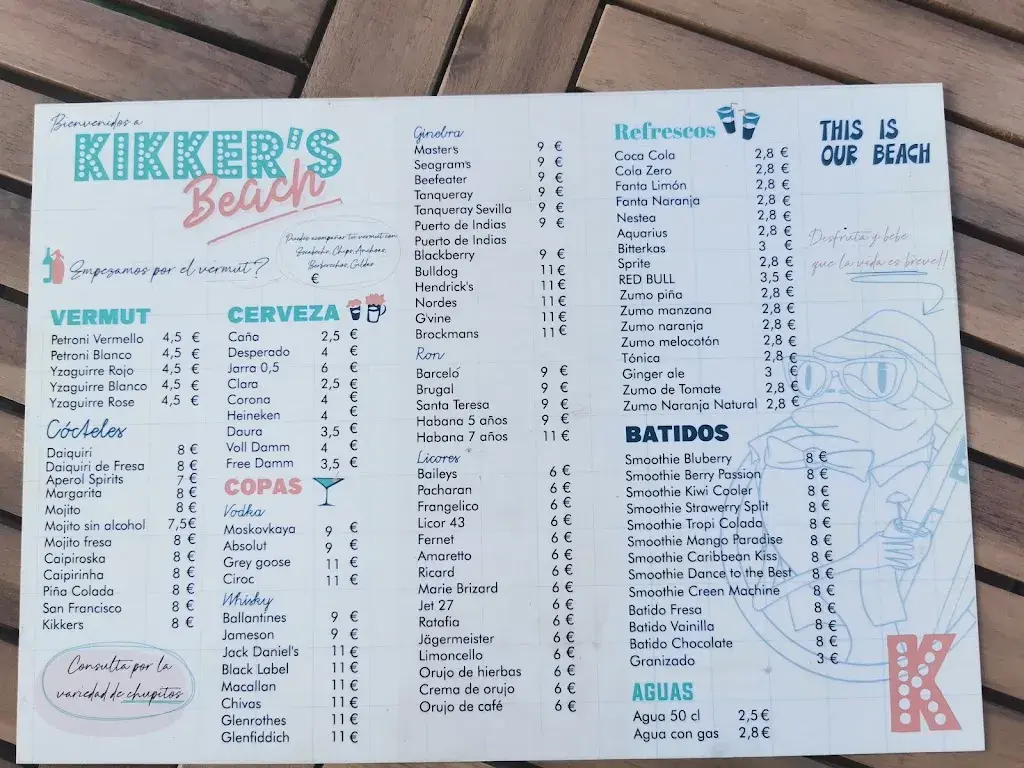 Bienvenidos a
KIKKER'S
Beach
Puedes acompañar tu vermut con
Escabeche, Chips, Anchoas,
Berberechos, Gildas
€
Empezamos por el vermut?
VERMUT
Petroni Vermello 4,5 €
Petroni Blanco 4,5 €
Yzaguirre Rojo 4,5 €
Yzaguirre Blanco 4,5 €
Yzaguirre Rose 4,5 €
Cócteles
Daiquiri 8 €
Daiquiri de Fresa 8 €
Aperol Spirits 7 €
Margarita 8 €
Mojito 8 €
Mojito sin alcohol 7,5€
Mojito fresa 8 €
Caipiroska 8 €
Caipirinha 8 €
Piña Colada 8 €
San Francisco 8 €
Kikkers 8 €
Consulta por la
variedad de chupitos
CERVEZA
Caña 2,5 €
Desperado 4 €
Jarra 0,5 6 €
Clara 2,5 €
Corona 4 €
Heineken 4 €
Daura 3,5 €
Voll Damm 4 €
Free Damm 3,5 €
COPAS
Vodka
Moskovkaya 9 €
Absolut 9 €
Grey goose 11 €
Ciroc 11 €
Whisky
Ballantines 9 €
Jameson 9 €
Jack Daniel's 11 €
Black Label 11 €
Macallan 11 €
Chivas 11 €
Glenrothes 11 €
Glenfiddich 11 €
Ginebra
Master's 9 €
Seagram's 9 €
Beefeater 9 €
Tanqueray 9 €
Tanqueray Sevilla 9 €
Puerto de Indias 9 €
Puerto de Indias
Blackberry 9 €
Bulldog 11 €
Hendrick's 11 €
Nordes 11 €
G'vine 11 €
Brockmans 11 €
Ron
Barceló 9 €
Brugal 9 €
Santa Teresa 9 €
Habana 5 años 9 €
Habana 7 años 11 €
Licores
Baileys 6 €
Pacharan 6 €
Frangelico 6 €
Licor 43 6 €
Fernet 6 €
Amaretto 6 €
Ricard 6 €
Marie Brizard 6 €
Jet 27 6 €
Ratafia 6 €
Jägermeister 6 €
Limoncello 6 €
Orujo de hierbas 6 €
Crema de orujo 6 €
Orujo de café 6 €
Refrescos
Coca Cola 2,8 €
Cola Zero 2,8 €
Fanta Limón 2,8 €
Fanta Naranja 2,8 €
Nestea 2,8 €
Aquarius 2,8 €
Bitterkas 3 €
Sprite 2,8 €
RED BULL 3,5 €
Zumo piña 2,8 €
Zumo manzana 2,8 €
Zumo naranja 2,8 €
Zumo melocotón 2,8 €
Tónica 2,8 €
Ginger ale 3 €
Zumo de Tomate 2,8 €
Zumo Naranja Natural 2,8 €
BATIDOS
Smoothie Bluberry 8 €
Smoothie Berry Passion 8 €
Smoothie Kiwi Cooler 8 €
Smoothie Strawerry Split 8 €
Smoothie Tropi Colada 8 €
Smoothie Mango Paradise 8 €
Smoothie Caribbean Kiss 8 €
Smoothie Dance to the Best 8 €
Smoothie Creen Machine 8 €
Batido Fresa 8 €
Batido Vainilla 8 €
Batido Chocolate 8 €
Granizado 3 €
AGUAS
Agua 50 cl 2,5 €
Agua con gas 2,8€
THIS IS
OUR BEACH
Disfruta y bebe
que la vida es breve!!
K